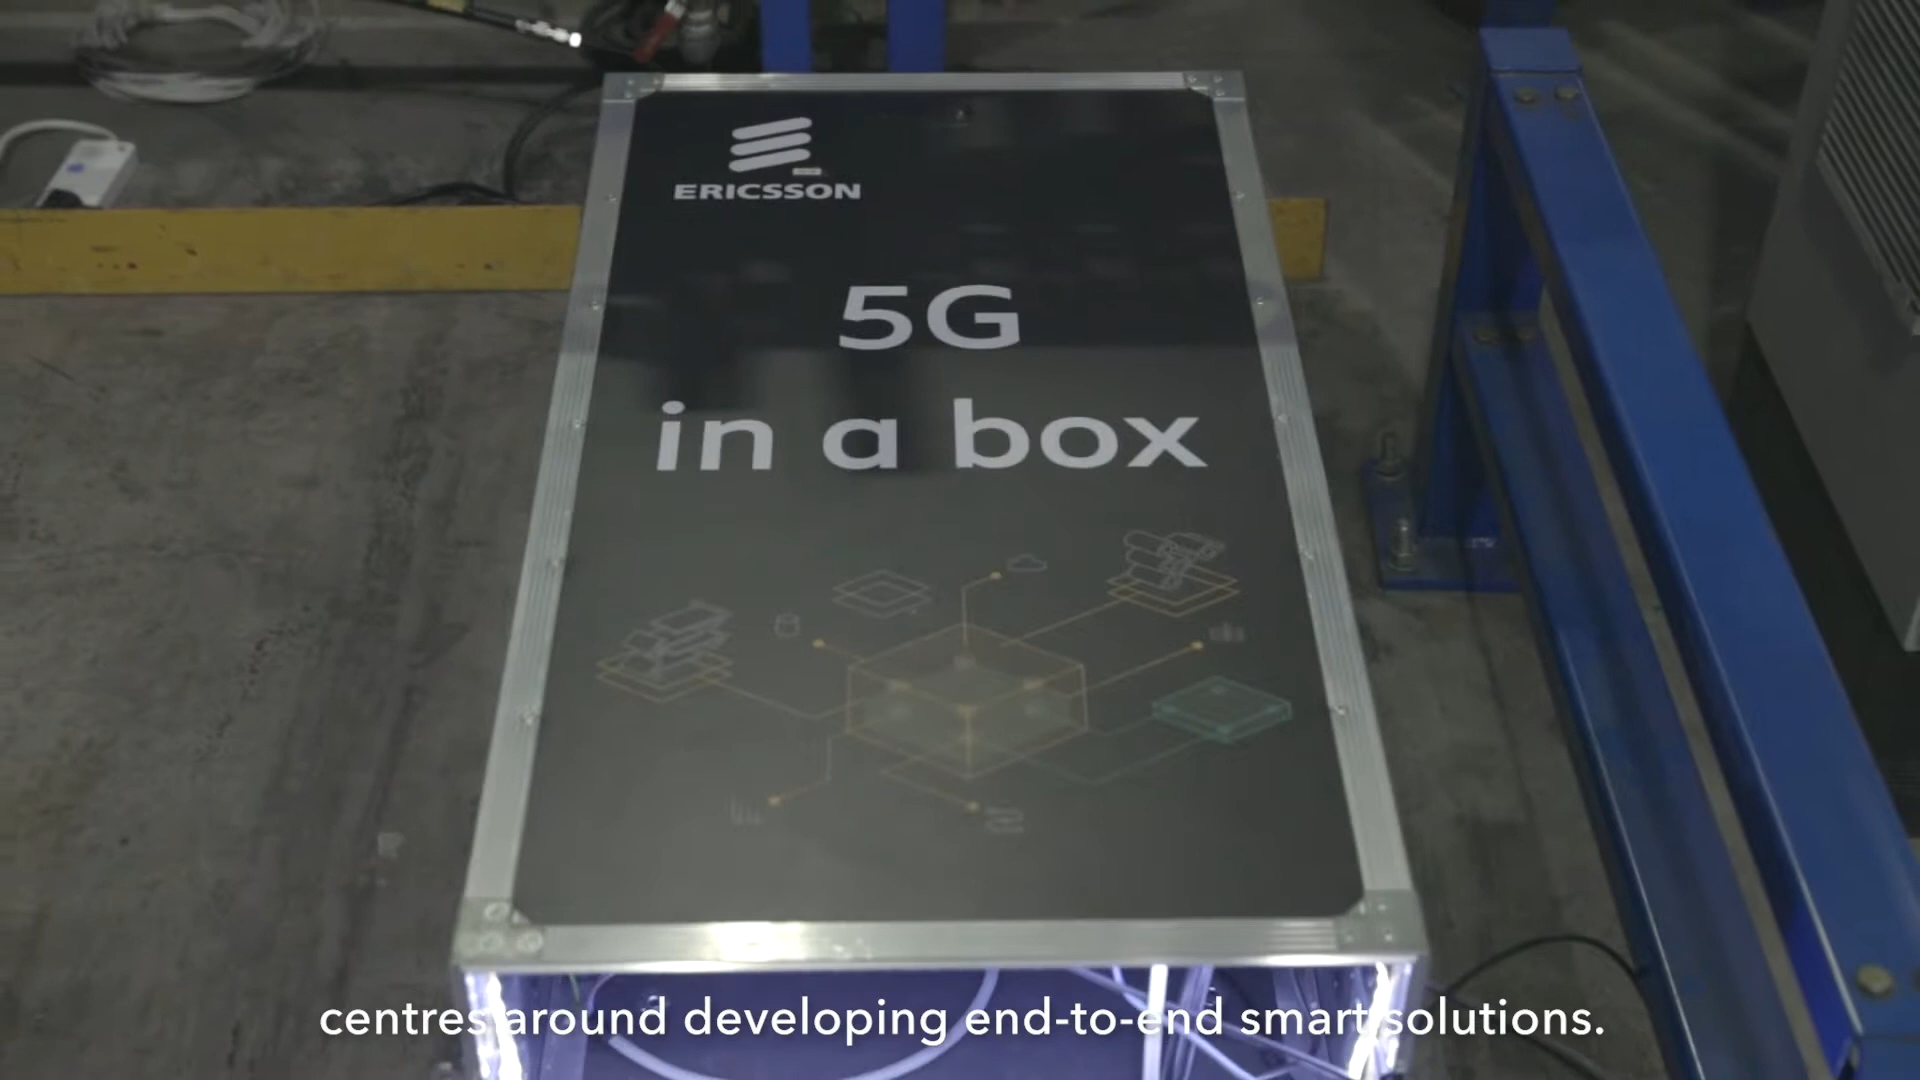 ERICSSON
5G
in a box
centres around developing end-to-end smart solutions.